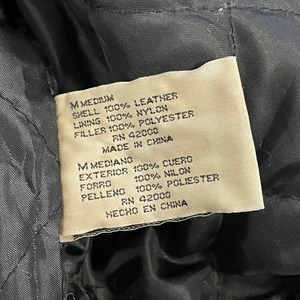 M MEDIUM
SHELL 100% LEATHER
LINING 100% NYLON
FILLER 100% POLYESTER
RN 42000
MADE IN CHINA
M MEDIANO
EXTERIOR 100% CUERO
FORRO 100% NILON
PELLENO 100% POLIESTER
RN 42000
HECHO EN CHINA